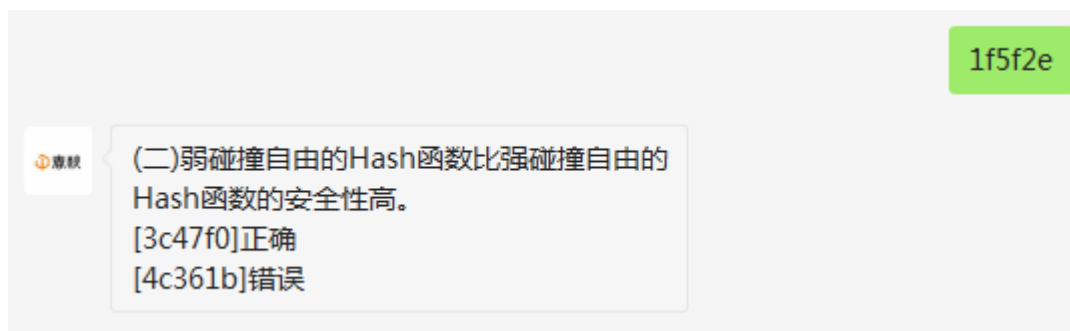 1f5f2e
(二)弱碰撞自由的Hash函数比强碰撞自由的
Hash函数的安全性高。
[3c47f0]正确
[4c361b]错误